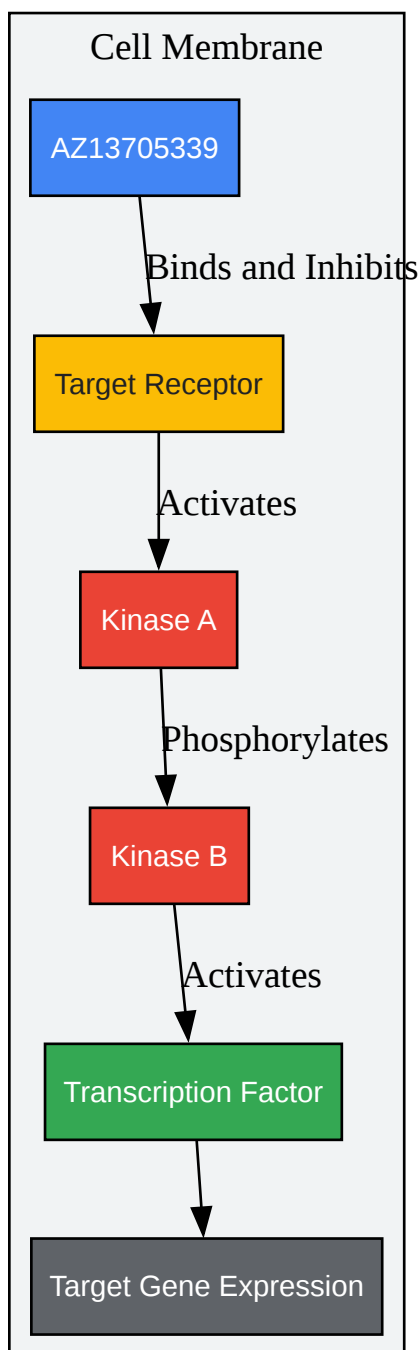 Cell Membrane
AZ13705339
Binds and Inhibits
Target Receptor
Activates
Kinase A
Phosphorylates
Kinase B
Activates
Transcription Factor
Target Gene Expression